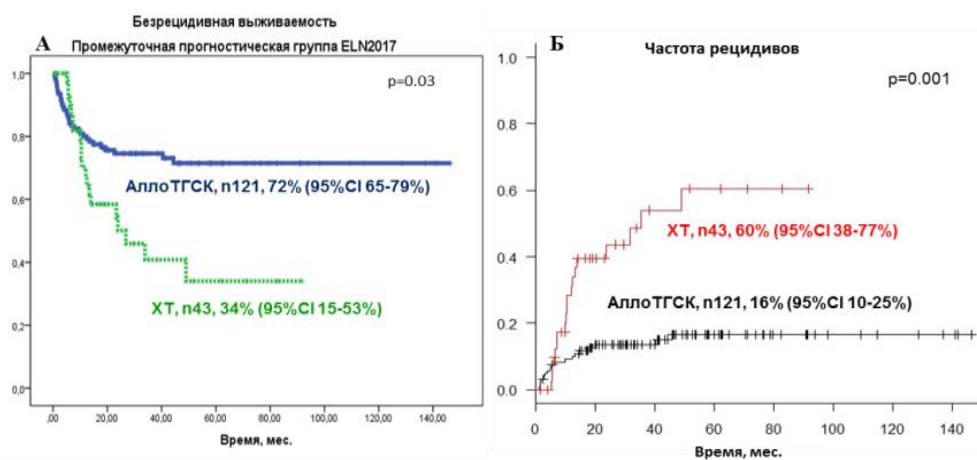 Безрецидивная выживаемость
А Промежуточная прогностическая группа ELN2017
p=0.03
1,0
0,8
0,6
0,4
0,2
0,0
АллоТГСК, n121, 72% (95%CI 65-79%)
ХТ, n43, 34% (95%CI 15-53%)
,00 20,00 40,00 60,00 80,00 100,00 120,00 140,00
Время, мес.
Б Частота рецидивов
p=0.001
1.0
0.8
0.6
0.4
0.2
0.0
ХТ, n43, 60% (95%CI 38-77%)
АллоТГСК, n121, 16% (95%CI 10-25%)
0 20 40 60 80 100 120 140
Время, мес.